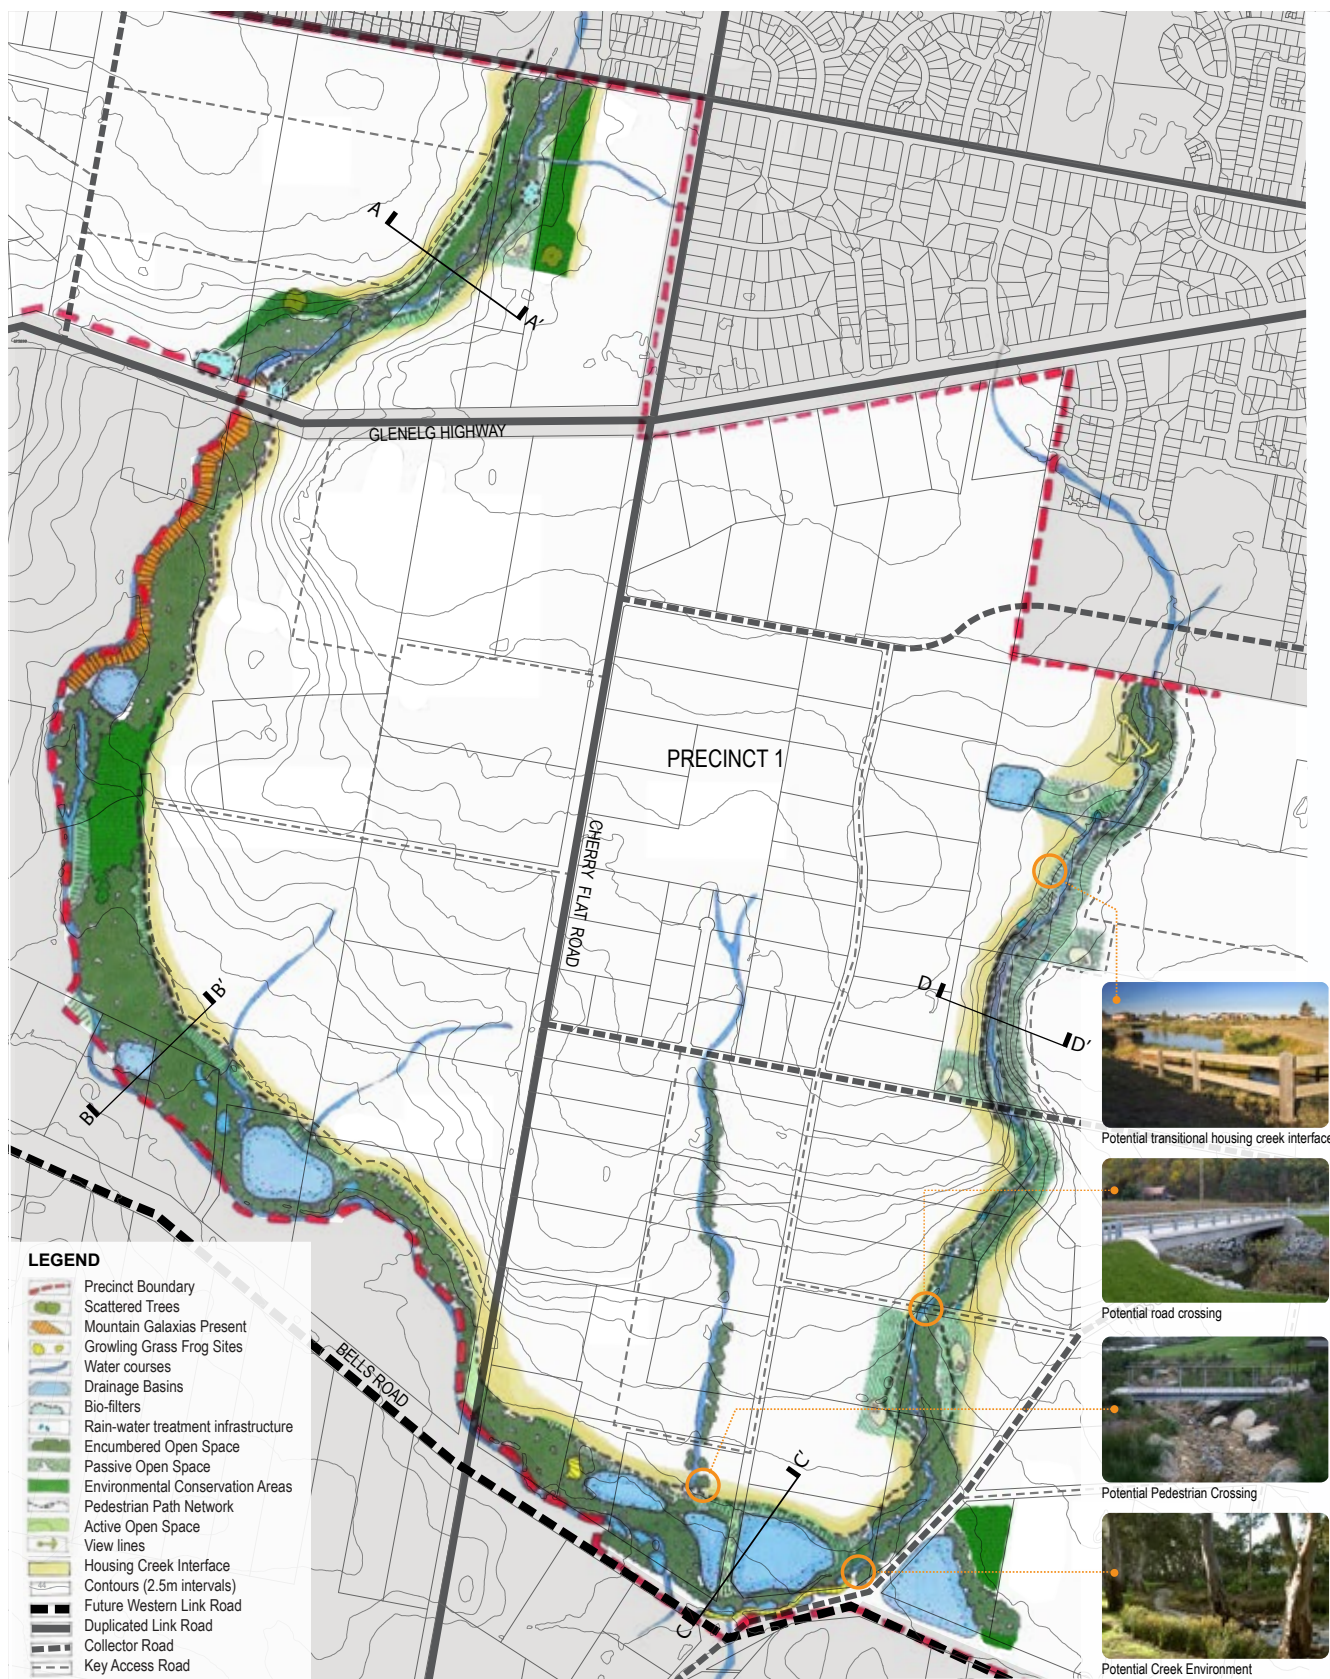 A
A'
GLENELG HIGHWAY
PRECINCT 1
CHERRY FLAT ROAD
B'
B
D
D'
Potential transitional housing creek interface
Potential road crossing
Potential Pedestrian Crossing
Potential Creek Environment
BELLS ROAD
C'
C
LEGEND
Precinct Boundary
Scattered Trees
Mountain Galaxias Present
Growling Grass Frog Sites
Water courses
Drainage Basins
Bio-filters
Rain-water treatment infrastructure
Encumbered Open Space
Passive Open Space
Environmental Conservation Areas
Pedestrian Path Network
Active Open Space
View lines
Housing Creek Interface
Contours (2.5m intervals)
Future Western Link Road
Duplicated Link Road
Collector Road
Key Access Road